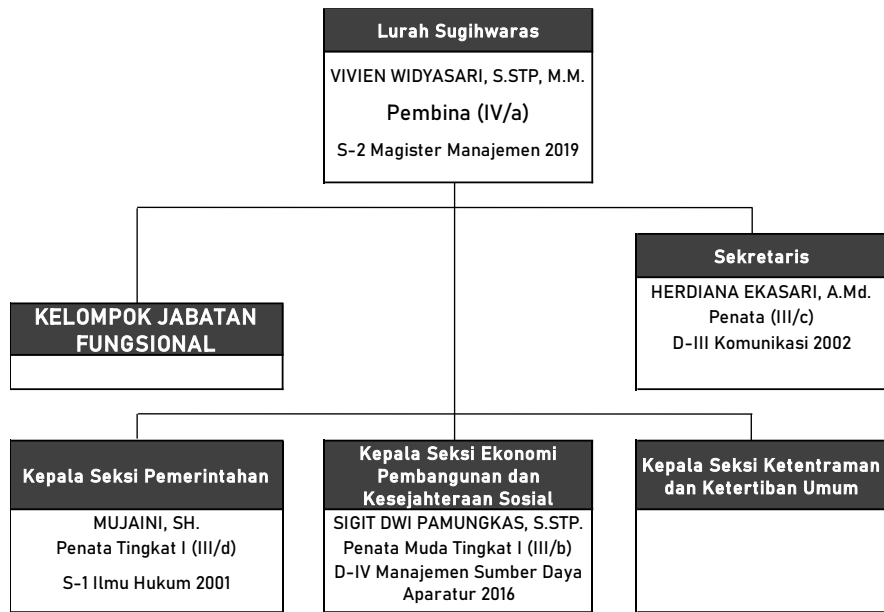 Lurah Sugihwaras
VIVIEN WIDYASARI, S.STP, M.M.
Pembina (IV/a)
S-2 Magister Manajemen 2019
Sekretaris
HERDIANA EKASARI, A.Md.
Penata (III/c)
D-III Komunikasi 2002
KELOMPOK JABATAN
FUNGSIONAL
Kepala Seksi Pemerintahan
MUJAINI, SH.
Penata Tingkat I (III/d)
S-1 Ilmu Hukum 2001
Kepala Seksi Ekonomi
Pembangunan dan
Kesejahteraan Sosial
SIGIT DWI PAMUNGKAS, S.STP.
Penata Muda Tingkat I (III/b)
D-IV Manajemen Sumber Daya
Aparatur 2016
Kepala Seksi Ketentraman
dan Ketertiban Umum